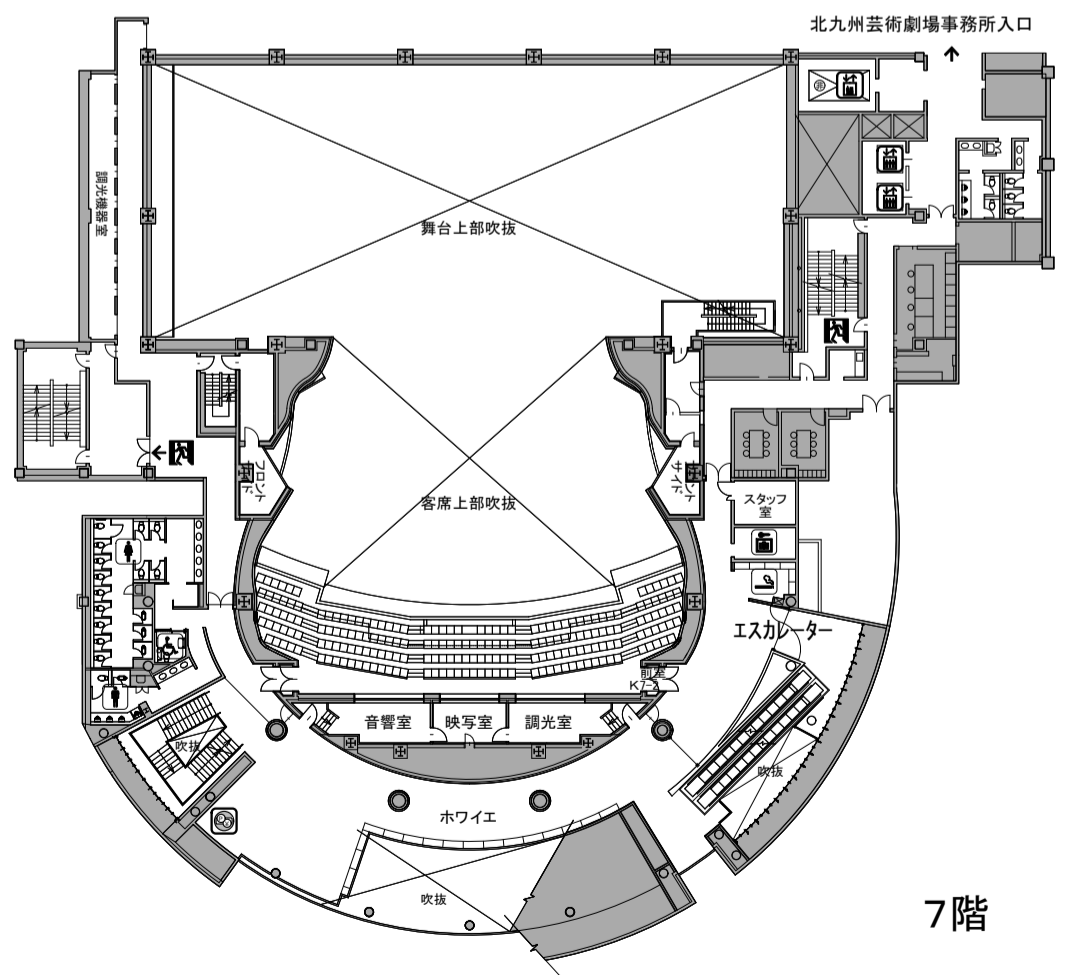 北九州芸術劇場事務所入口
調光機器室
舞台上部吹抜
フロント
サイド
フロント
サイド
客席上部吹抜
スタッフ
室
エスカレーター
前室
K7-2
音響室
映写室
調光室
吹抜
吹抜
ホワイエ
吹抜
7階